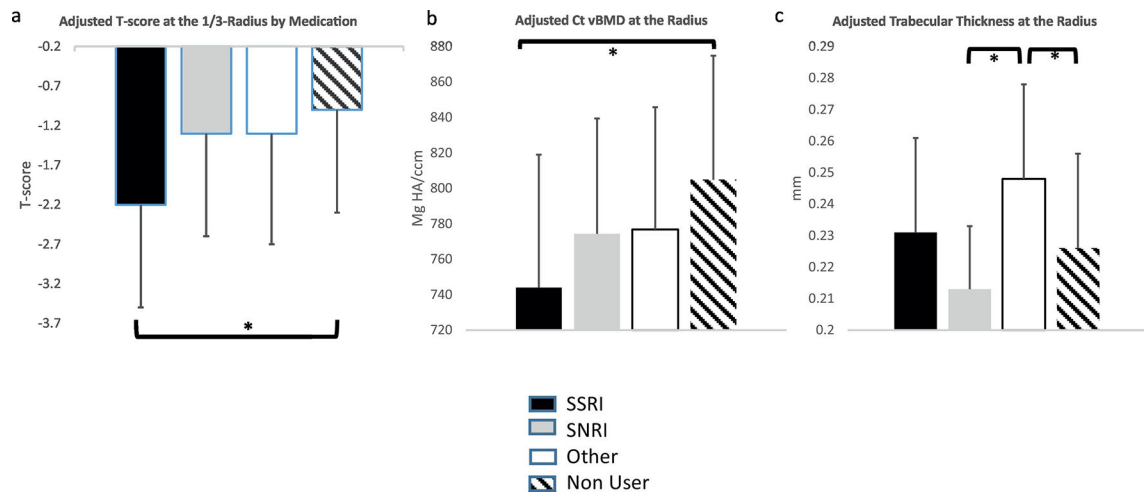 a
Adjusted T-score at the 1/3-Radius by Medication
-0.2
-0.7
-1.2
-1.7
-2.2
-2.7
-3.2
-3.7
T-score
*
b
Adjusted Ct vBMD at the Radius
880
860
840
820
800
780
760
740
720
Mg HA/ccm
*
c
Adjusted Trabecular Thickness at the Radius
0.29
0.28
0.27
0.26
0.25
0.24
0.23
0.22
0.21
0.2
mm
*
*
SSRI
SNRI
Other
Non User